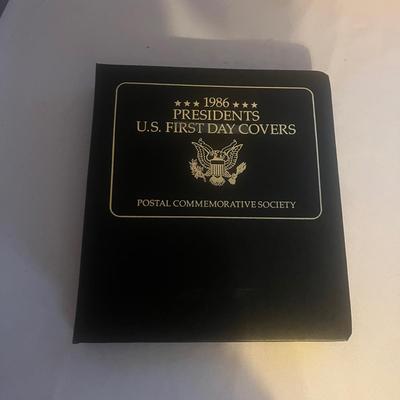 ★★★ 1986 ★★★
PRESIDENTS
U.S. FIRST DAY COVERS
POSTAL COMMEMORATIVE SOCIETY